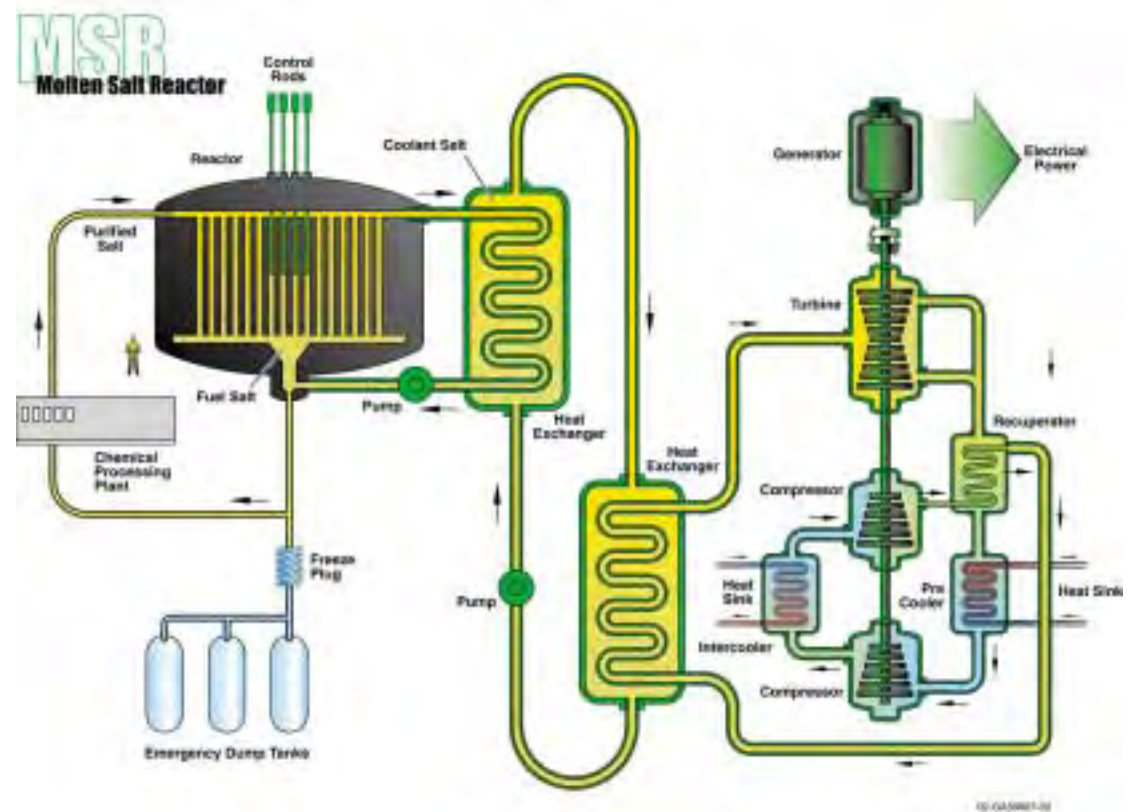 MSR
Molten Salt Reactor
Control
Rods
Reactor
Coolant Salt
Generator
Electrical
Power
Purified
Salt
Turbine
Fuel Salt
Pump
Heat
Exchanger
Recuperator
Chemical
Processing
Plant
Heat
Exchanger
Compressor
Freeze
Plug
Pump
Heat
Sink
Pre
Cooler
Heat Sink
Intercooler
Compressor
Emergency Dump Tanks